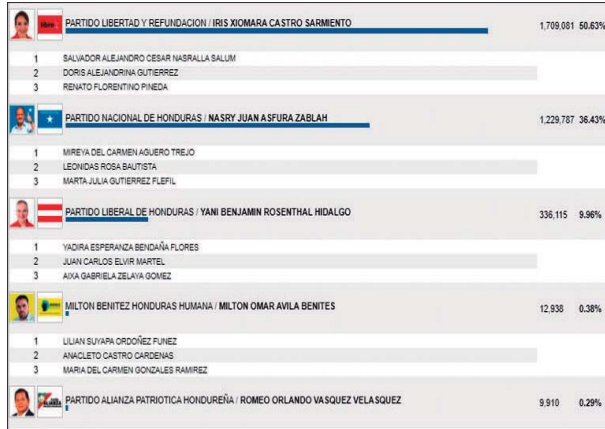 libre
PARTIDO LIBERTAD Y REFUNDACION / IRIS XIOMARA CASTRO SARMIENTO 1,709,081 50.63%
1 SALVADOR ALEJANDRO CESAR NASRALLA SALUM
2 DORIS ALEJANDRINA GUTIERREZ
3 RENATO FLORENTINO PINEDA
PARTIDO NACIONAL DE HONDURAS / NASRY JUAN ASFURA ZABLAH 1,229,787 36.43%
1 MIREYA DEL CARMEN AGUERO TREJO
2 LEONIDAS ROSA BAUTISTA
3 MARTA JULIA GUTIERREZ FLEFIL
PARTIDO LIBERAL DE HONDURAS / YANI BENJAMIN ROSENTHAL HIDALGO 336,115 9.96%
1 YADIRA ESPERANZA BENDAÑA FLORES
2 JUAN CARLOS ELVIR MARTEL
3 AIXA GABRIELA ZELAYA GOMEZ
MILTON BENITEZ HONDURAS HUMANA / MILTON OMAR AVILA BENITES 12,938 0.38%
1 LILIAN SUYAPA ORDOÑEZ FUNEZ
2 ANACLETO CASTRO CARDENAS
3 MARIA DEL CARMEN GONZALES RAMIREZ
PARTIDO ALIANZA PATRIOTICA HONDUREÑA / ROMEO ORLANDO VASQUEZ VELASQUEZ 9,910 0.29%